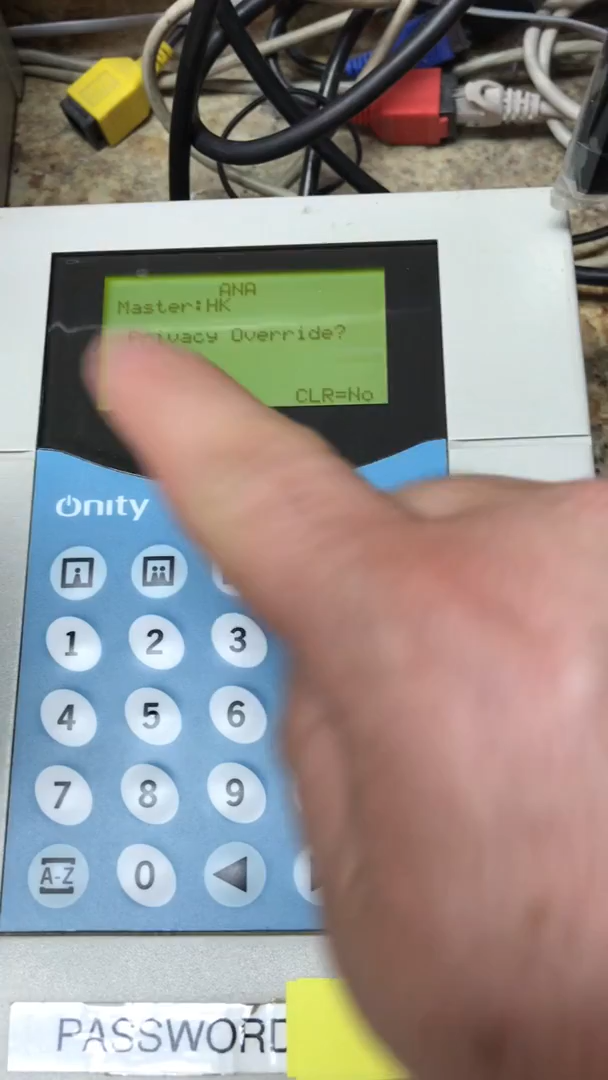 ANA
Master:HK
Privacy Override?
CLR=No
onity
1 2 3
4 5 6
7 8 9
A-Z 0
PASSWORD